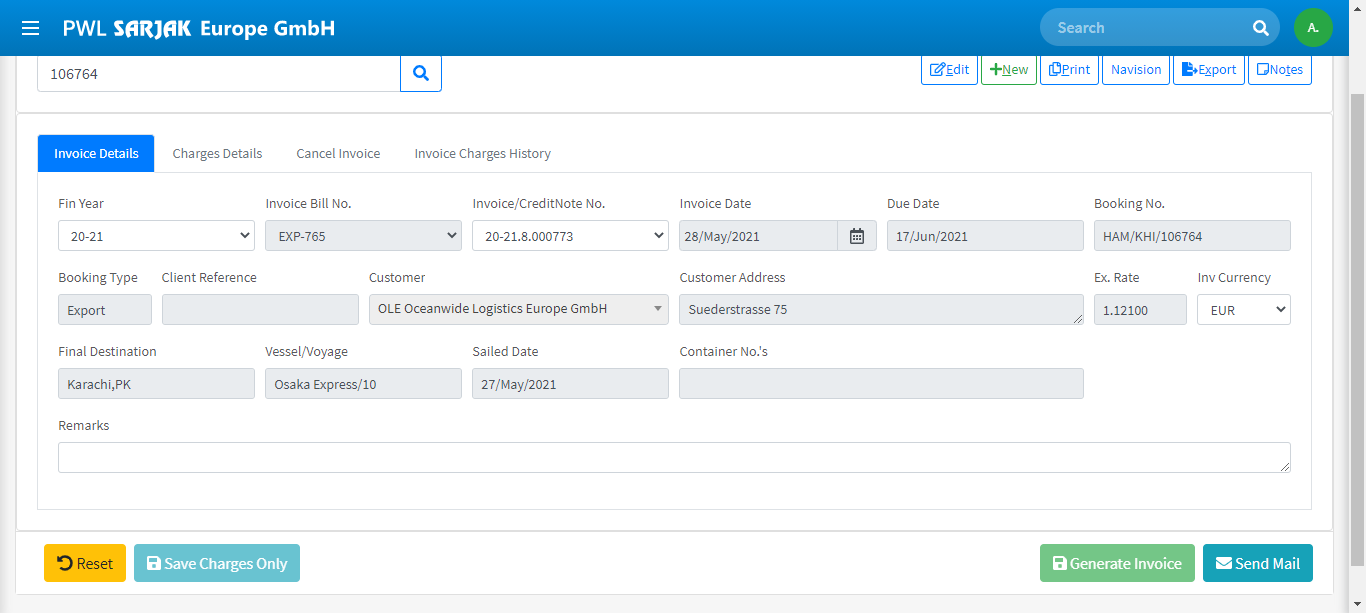 PWL SARJAK Europe GmbH Search A.
106764 Edit New Print Navision Export Notes
Invoice Details Charges Details Cancel Invoice Invoice Charges History
Fin Year Invoice Bill No. Invoice/CreditNote No. Invoice Date Due Date Booking No.
20-21 EXP-765 20-21.8.000773 28/May/2021 17/Jun/2021 HAM/KHI/106764
Booking Type Client Reference Customer Customer Address Ex. Rate Inv Currency
Export OLE Oceanwide Logistics Europe GmbH Suederstrasse 75 1.12100 EUR
Final Destination Vessel/Voyage Sailed Date Container No.'s
Karachi,PK Osaka Express/10 27/May/2021
Remarks
Reset Save Charges Only Generate Invoice Send Mail